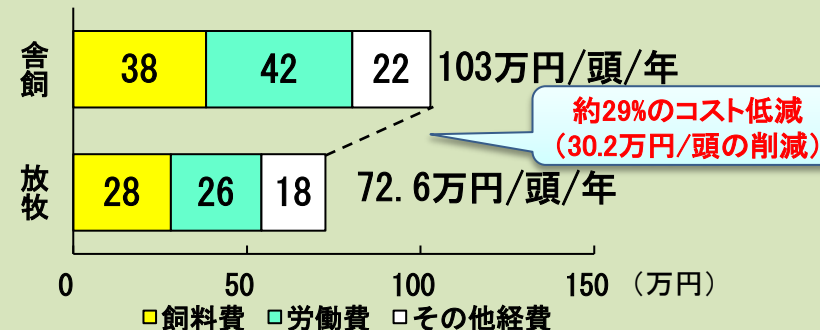 舎飼
38 42 22 103万円/頭/年
約29%のコスト低減
（30.2万円/頭の削減）
放牧
28 26 18 72.6万円/頭/年
0 50 100 150 （万円）
飼料費 労働費 その他経費